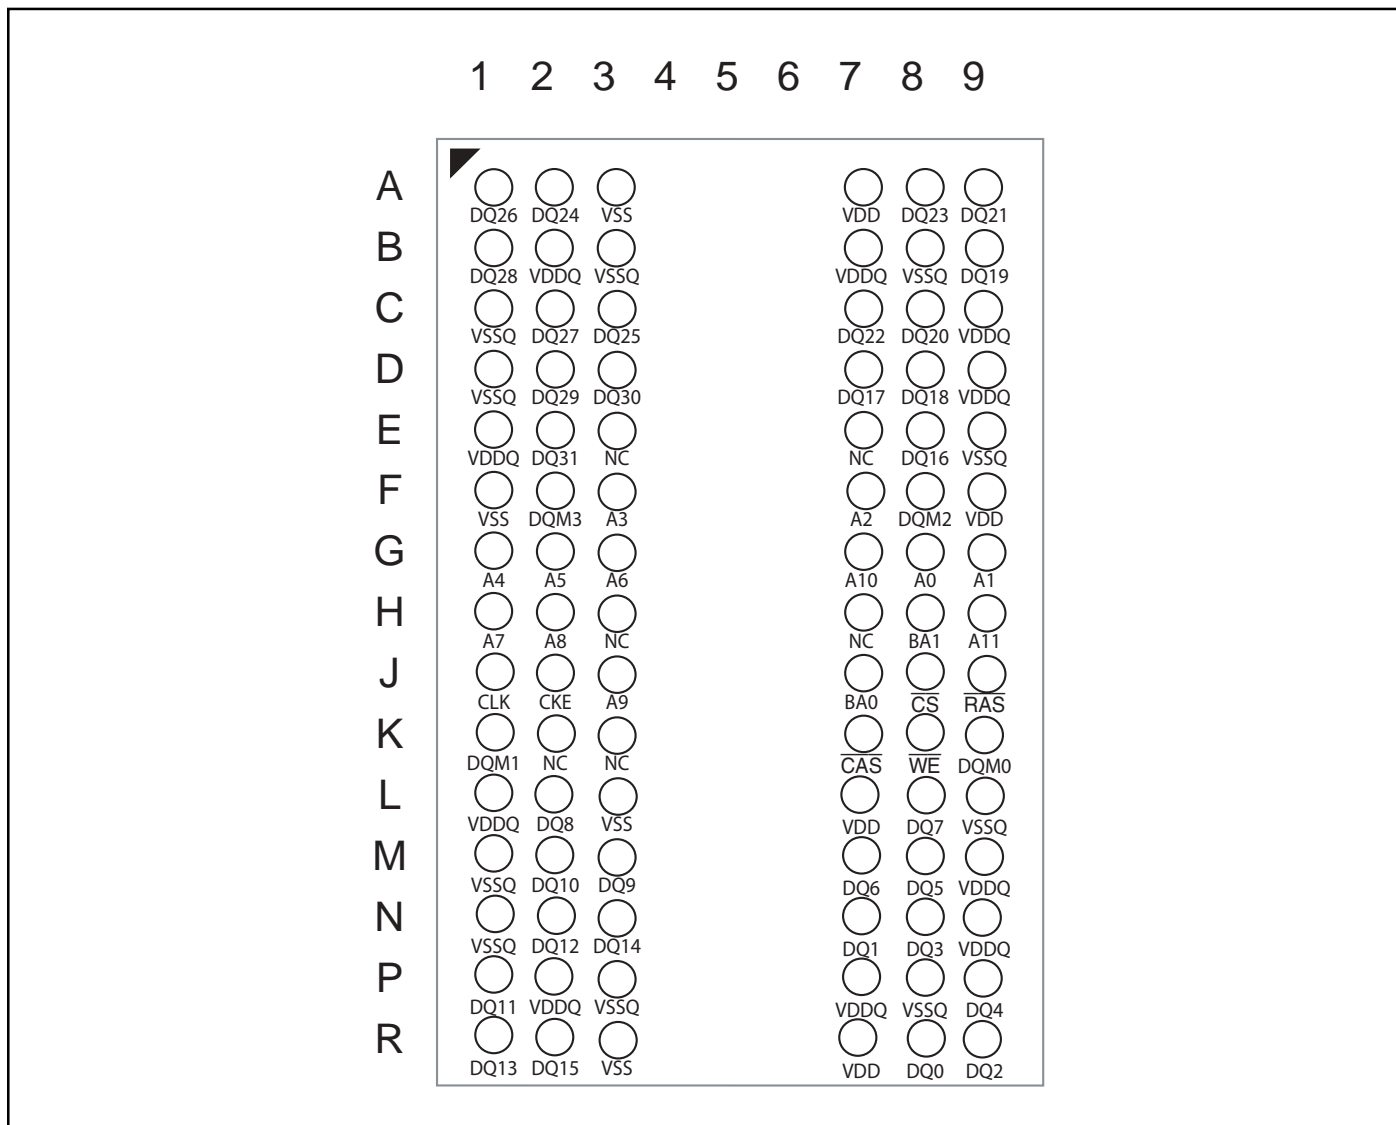 1 2 3 4 5 6 7 8 9
A
DQ26 DQ24 VSS VDD DQ23 DQ21
B
DQ28 VDDQ VSSQ VDDQ VSSQ DQ19
C
VSSQ DQ27 DQ25 DQ22 DQ20 VDDQ
D
VSSQ DQ29 DQ30 DQ17 DQ18 VDDQ
E
VDDQ DQ31 NC NC DQ16 VSSQ
F
VSS DQM3 A3 A2 DQM2 VDD
G
A4 A5 A6 A10 A0 A1
H
A7 A8 NC NC BA1 A11
J
CLK CKE A9 BA0 C̅S̅ R̅A̅S̅
K
DQM1 NC NC C̅A̅S̅ W̅E̅ DQM0
L
VDDQ DQ8 VSS VDD DQ7 VSSQ
M
VSSQ DQ10 DQ9 DQ6 DQ5 VDDQ
N
VSSQ DQ12 DQ14 DQ1 DQ3 VDDQ
P
DQ11 VDDQ VSSQ VDDQ VSSQ DQ4
R
DQ13 DQ15 VSS VDD DQ0 DQ2